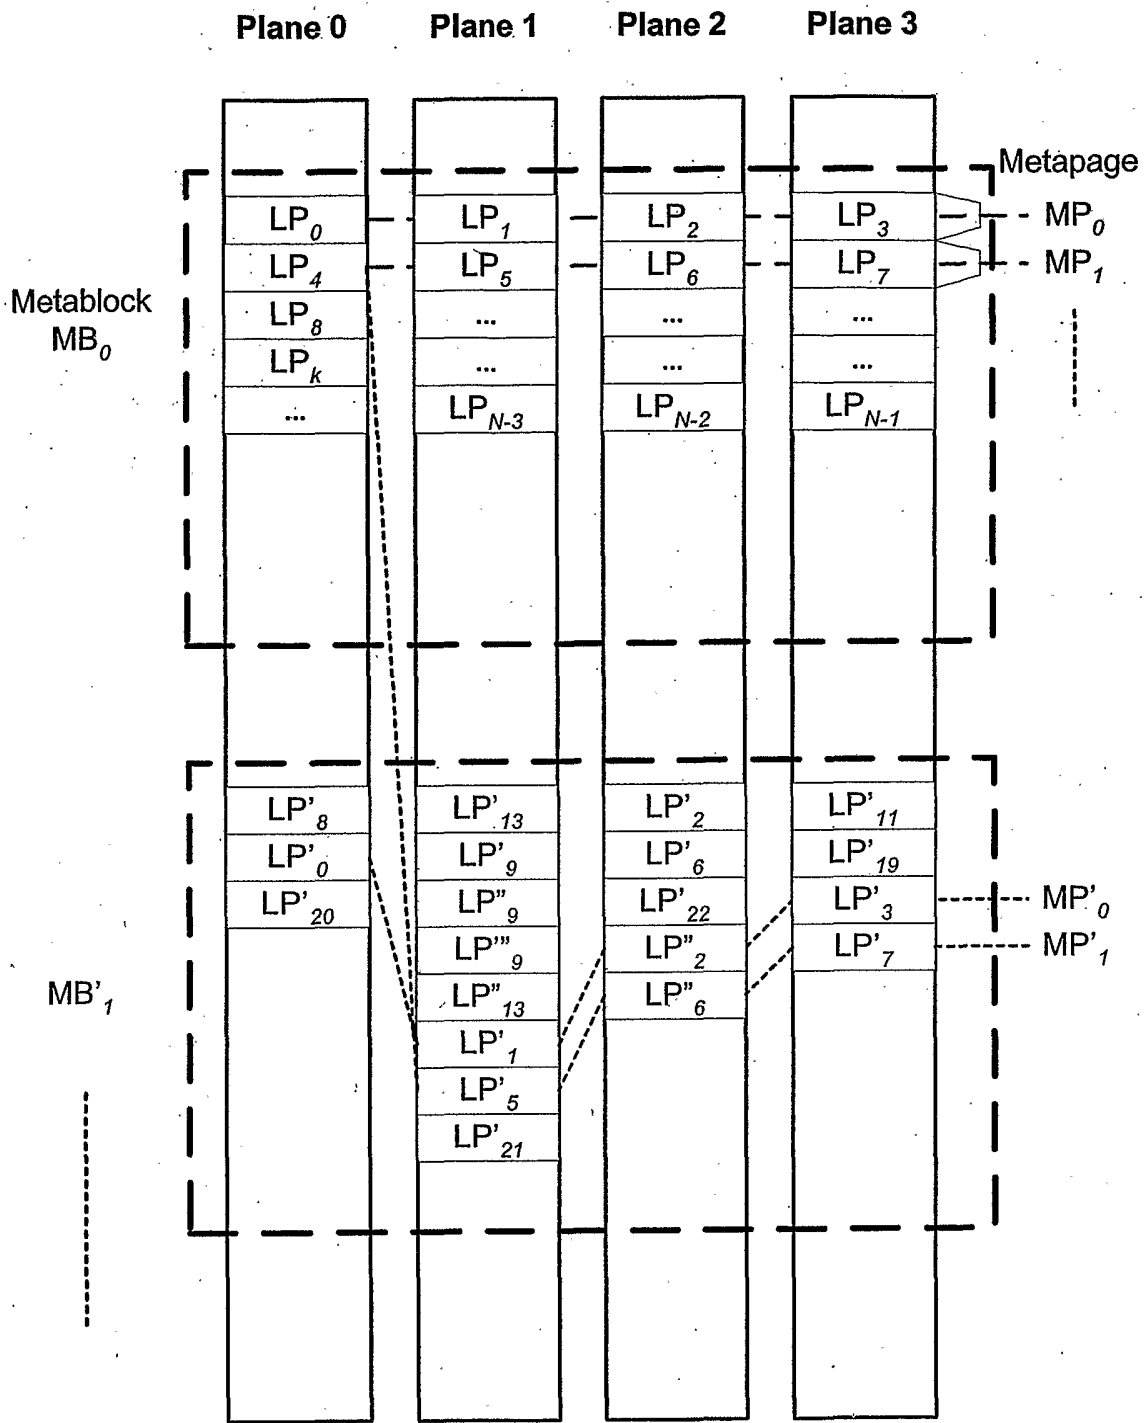 Plane 0 Plane 1 Plane 2 Plane 3
Metapage
LP0 LP1 LP2 LP3 MP0
LP4 LP5 LP6 LP7 MP1
Metablock
MB0
LP8 ... ... ...
LPk ... ... ...
... LPN-3 LPN-2 LPN-1
LP'8 LP'13 LP'2 LP'11
LP'0 LP'9 LP'6 LP'19
LP'20 LP"9 LP'22 LP'3 MP'0
LP'''9 LP"2 LP'7 MP'1
MB'1
LP"13 LP"6
LP'1
LP'5
LP'21